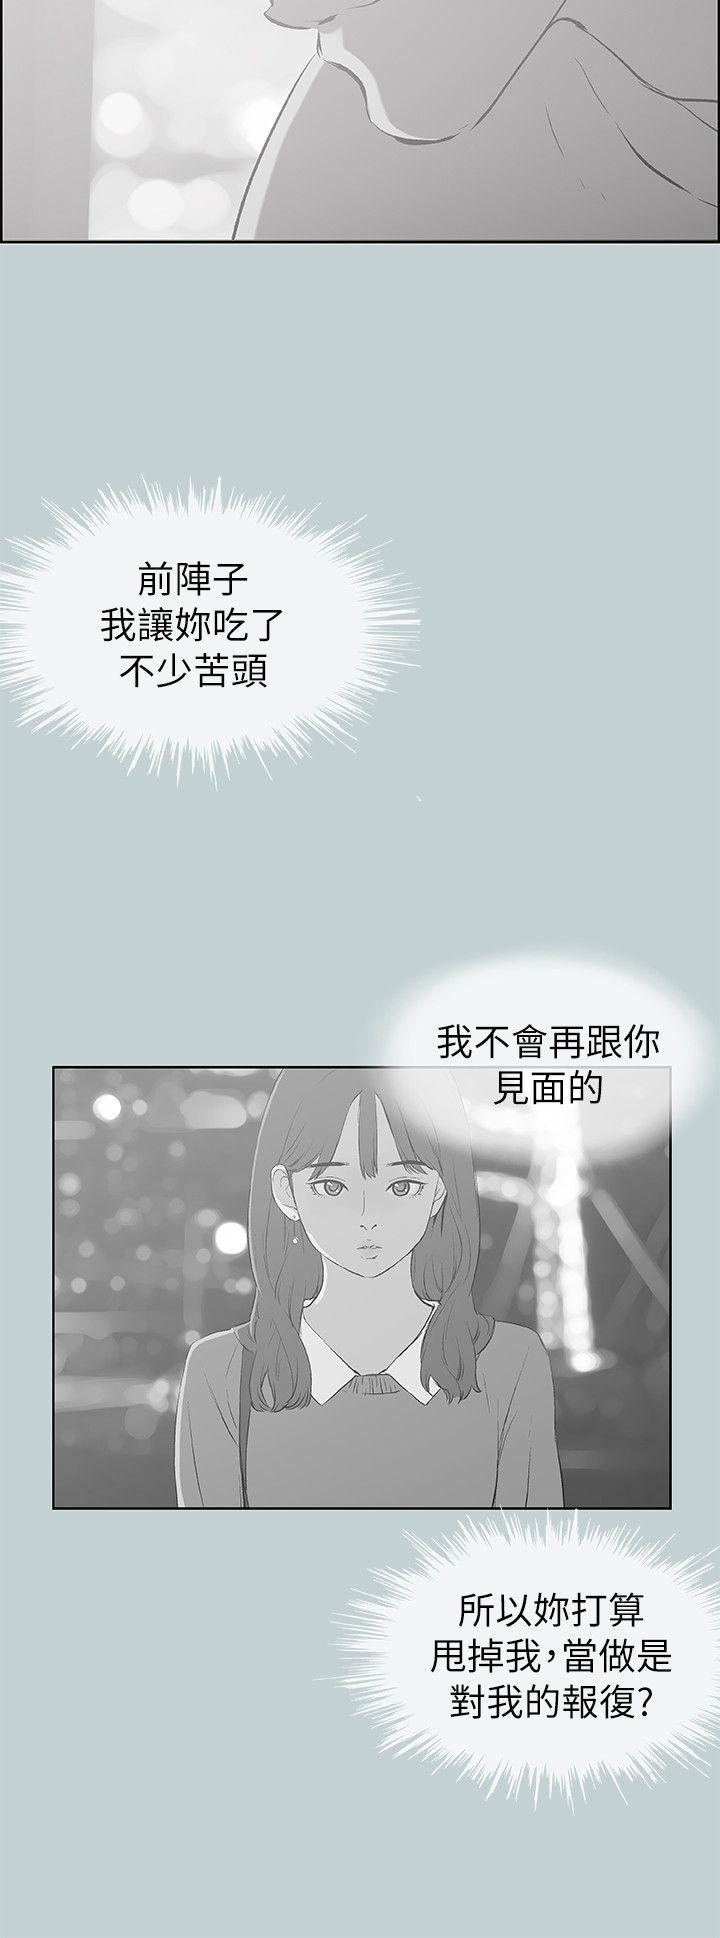 前陣子
我讓妳吃了
不少苦頭
我不會再跟你
見面的
所以妳打算
甩掉我,當做是
對我的報復?